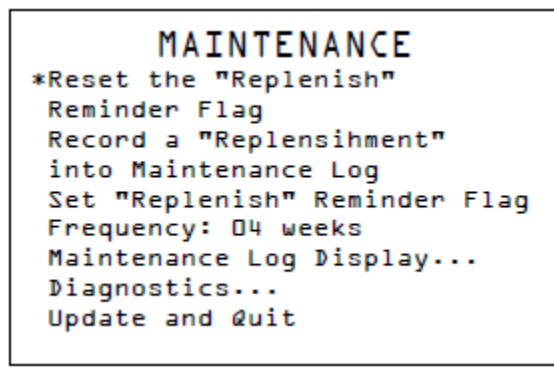 MAINTENANCE
*Reset the "Replenish"
Reminder Flag
Record a "Replensihment"
into Maintenance Log
Set "Replenish" Reminder Flag
Frequency: 04 weeks
Maintenance Log Display...
Diagnostics...
Update and Quit